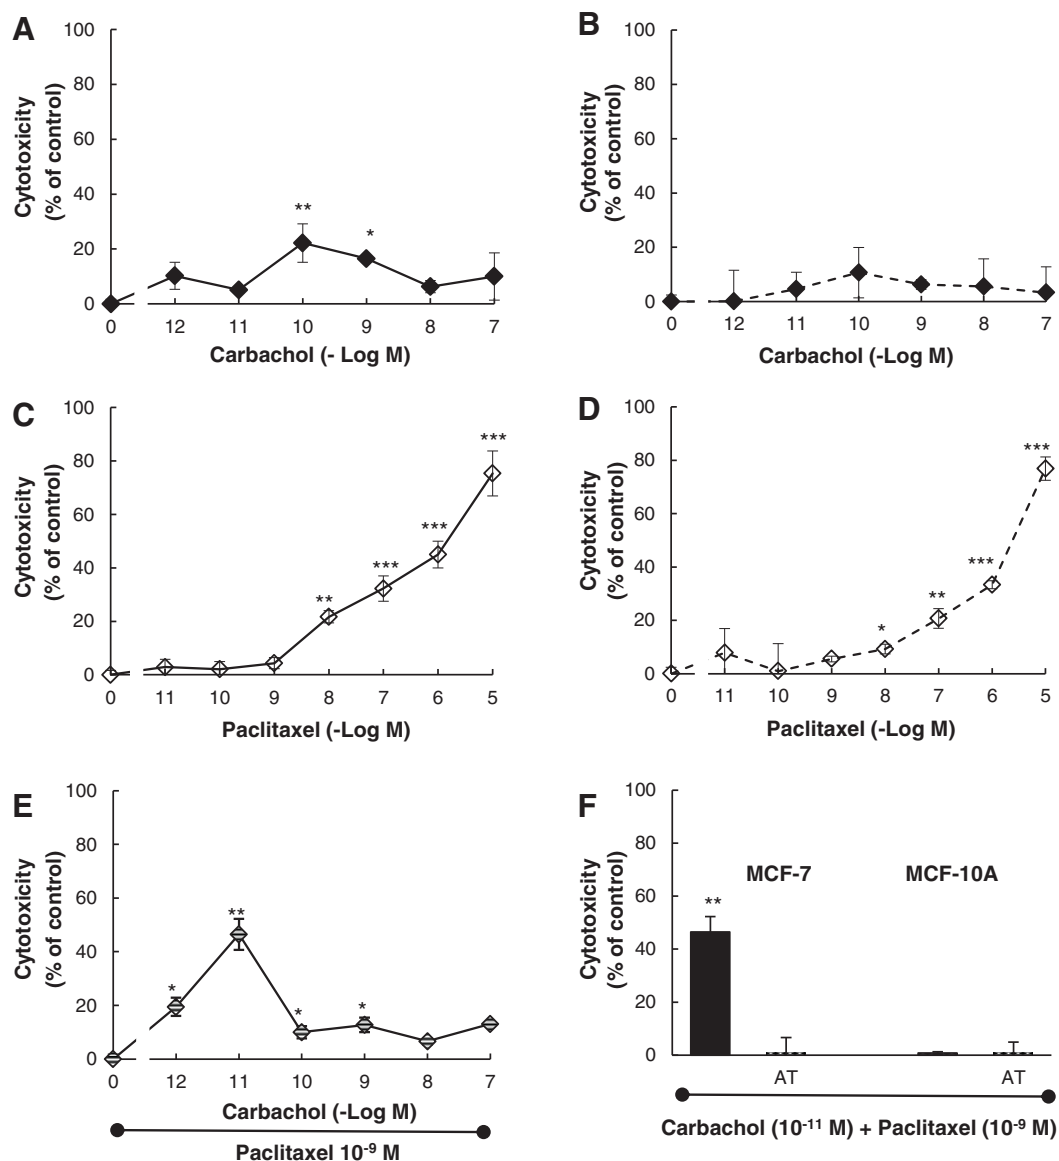 A
Cytotoxicity
(% of control)
100
80
60
40
20
0
**
*
0 12 11 10 9 8 7
Carbachol (- Log M)
B
Cytotoxicity
(% of control)
100
80
60
40
20
0
0 12 11 10 9 8 7
Carbachol (-Log M)
C
Cytotoxicity
(% of control)
100
80
60
40
20
0
**
***
***
***
0 11 10 9 8 7 6 5
Paclitaxel (-Log M)
D
Cytotoxicity
(% of control)
100
80
60
40
20
0
*
**
***
***
0 11 10 9 8 7 6 5
Paclitaxel (-Log M)
E
Cytotoxicity
(% of control)
100
80
60
40
20
0
*
**
*
*
0 12 11 10 9 8 7
Carbachol (-Log M)
Paclitaxel 10⁻⁹ M
F
Cytotoxicity
(% of control)
100
80
60
40
20
0
MCF-7 MCF-10A
**
AT AT
Carbachol (10⁻¹¹ M) + Paclitaxel (10⁻⁹ M)